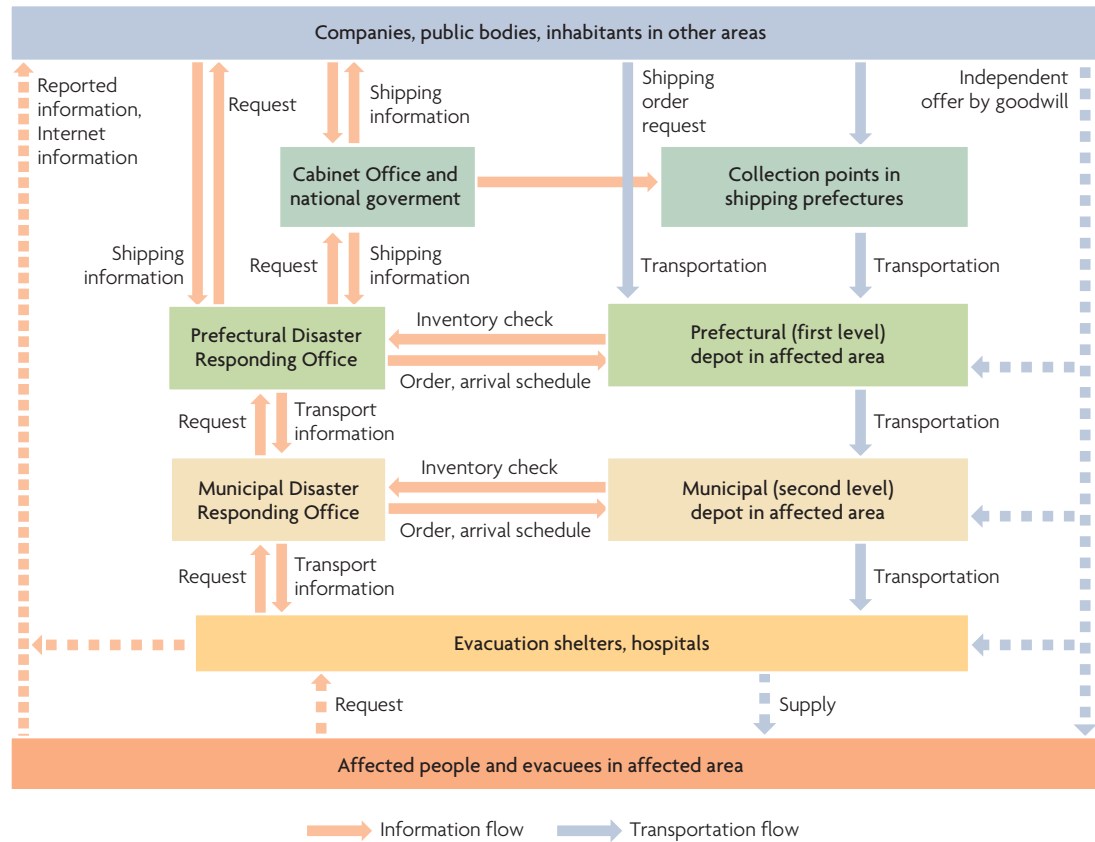 Companies, public bodies, inhabitants in other areas
Reported
information,
Internet
information
Request
Shipping
information
Shipping
order
request
Independent
offer by goodwill
Cabinet Office and
national goverment
Collection points in
shipping prefectures
Shipping
information
Request
Shipping
information
Transportation
Transportation
Prefectural Disaster
Responding Office
Inventory check
Order, arrival schedule
Prefectural (first level)
depot in affected area
Request
Transport
information
Transportation
Municipal Disaster
Responding Office
Inventory check
Order, arrival schedule
Municipal (second level)
depot in affected area
Request
Transport
information
Transportation
Evacuation shelters, hospitals
Request
Supply
Affected people and evacuees in affected area
Information flow
Transportation flow